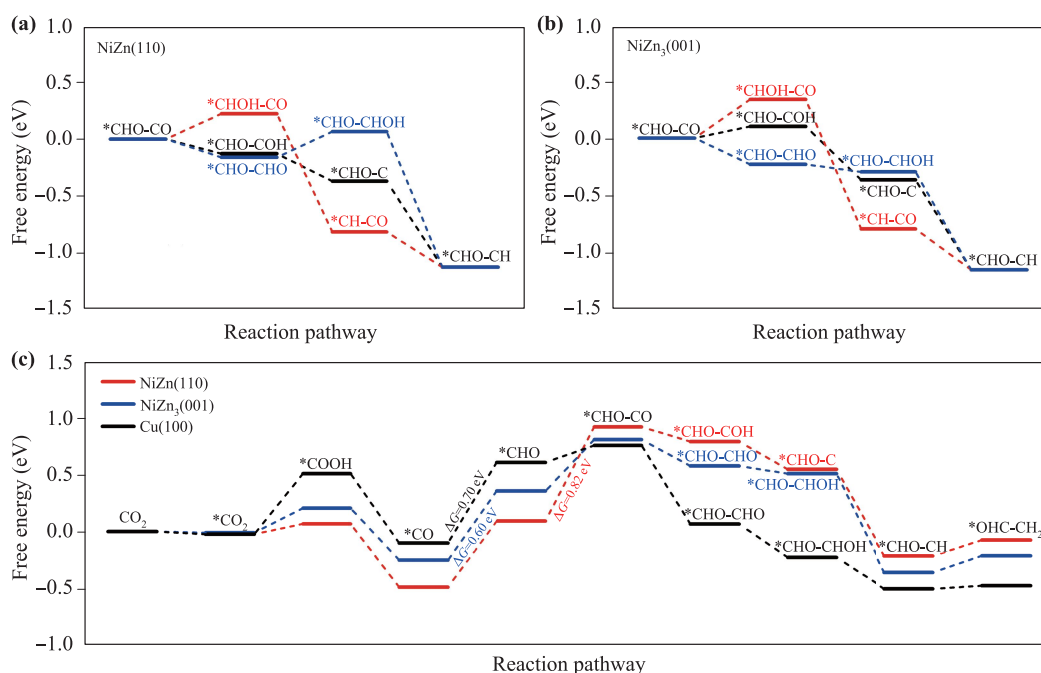 (a)
NiZn(110)
Free energy (eV)
1.0
0.5
0.0
−0.5
−1.0
−1.5
*CHOH-CO
*CHO-CO
*CHO-COH
*CHO-CHO
*CHO-CHOH
*CHO-C
*CH-CO
*CHO-CH
Reaction pathway
(b)
NiZn3(001)
Free energy (eV)
1.0
0.5
0.0
−0.5
−1.0
−1.5
*CHOH-CO
*CHO-CO
*CHO-COH
*CHO-CHO
*CHO-CHOH
*CHO-C
*CH-CO
*CHO-CH
Reaction pathway
(c)
NiZn(110)
NiZn3(001)
Cu(100)
Free energy (eV)
1.5
1.0
0.5
0.0
−0.5
−1.0
CO2
*CO2
*COOH
*CO
ΔG=0.70 eV
ΔG=0.60 eV
*CHO
ΔG=0.82 eV
*CHO-CO
*CHO-COH
*CHO-CHO
*CHO-CHO
*CHO-C
*CHO-CHOH
*CHO-CHOH
*CHO-CH
*OHC-CH2
Reaction pathway